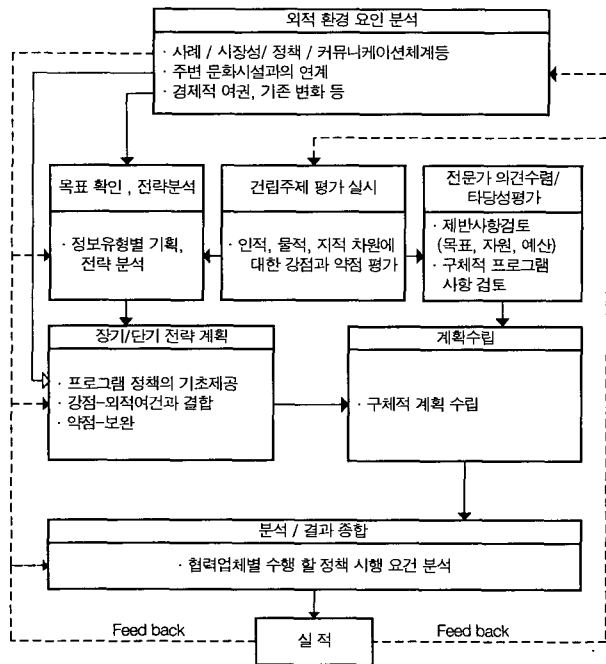 외적 환경 요인 분석
· 사례 / 시장성/ 정책 / 커뮤니케이션체계등
· 주변 문화시설과의 연계
· 경제적 여권, 기존 변화 등
목표 확인 , 전략분석
· 정보유형별 기획,
전략 분석
건립주제 평가 실시
· 인적, 물적, 지적 차원에
대한 강점과 약점 평가
전문가 의견수렴/
타당성평가
· 제반사항검토
(목표, 자원, 예산)
· 구체적 프로그램
사항 검토
장기/단기 전략 계획
· 프로그램 정책의 기초제공
· 강점-외적여건과 결합
· 약점-보완
계획수립
· 구체적 계획 수립
분석 / 결과 종합
· 협력업체별 수행 할 정책 시행 요건 분석
Feed back
실 적
Feed back